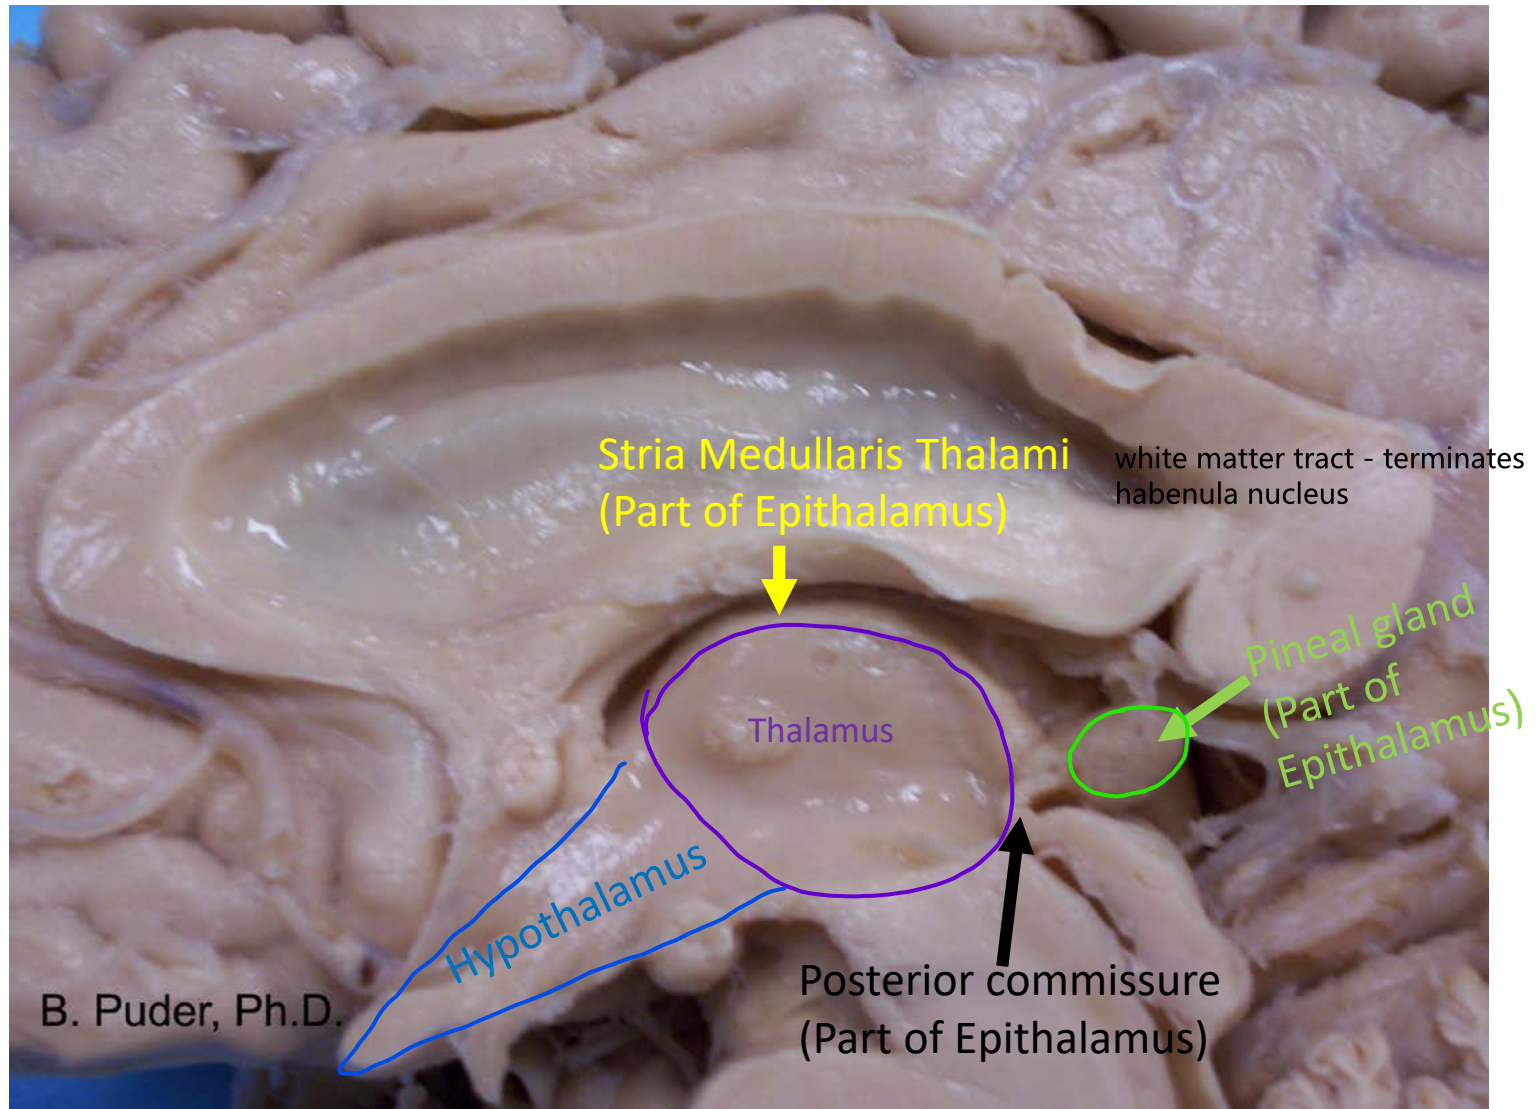 Stria Medullaris Thalami
(Part of Epithalamus)
white matter tract - terminates
habenula nucleus
Pineal gland
(Part of
Epithalamus)
Thalamus
Hypothalamus
Posterior commissure
(Part of Epithalamus)
B. Puder, Ph.D.